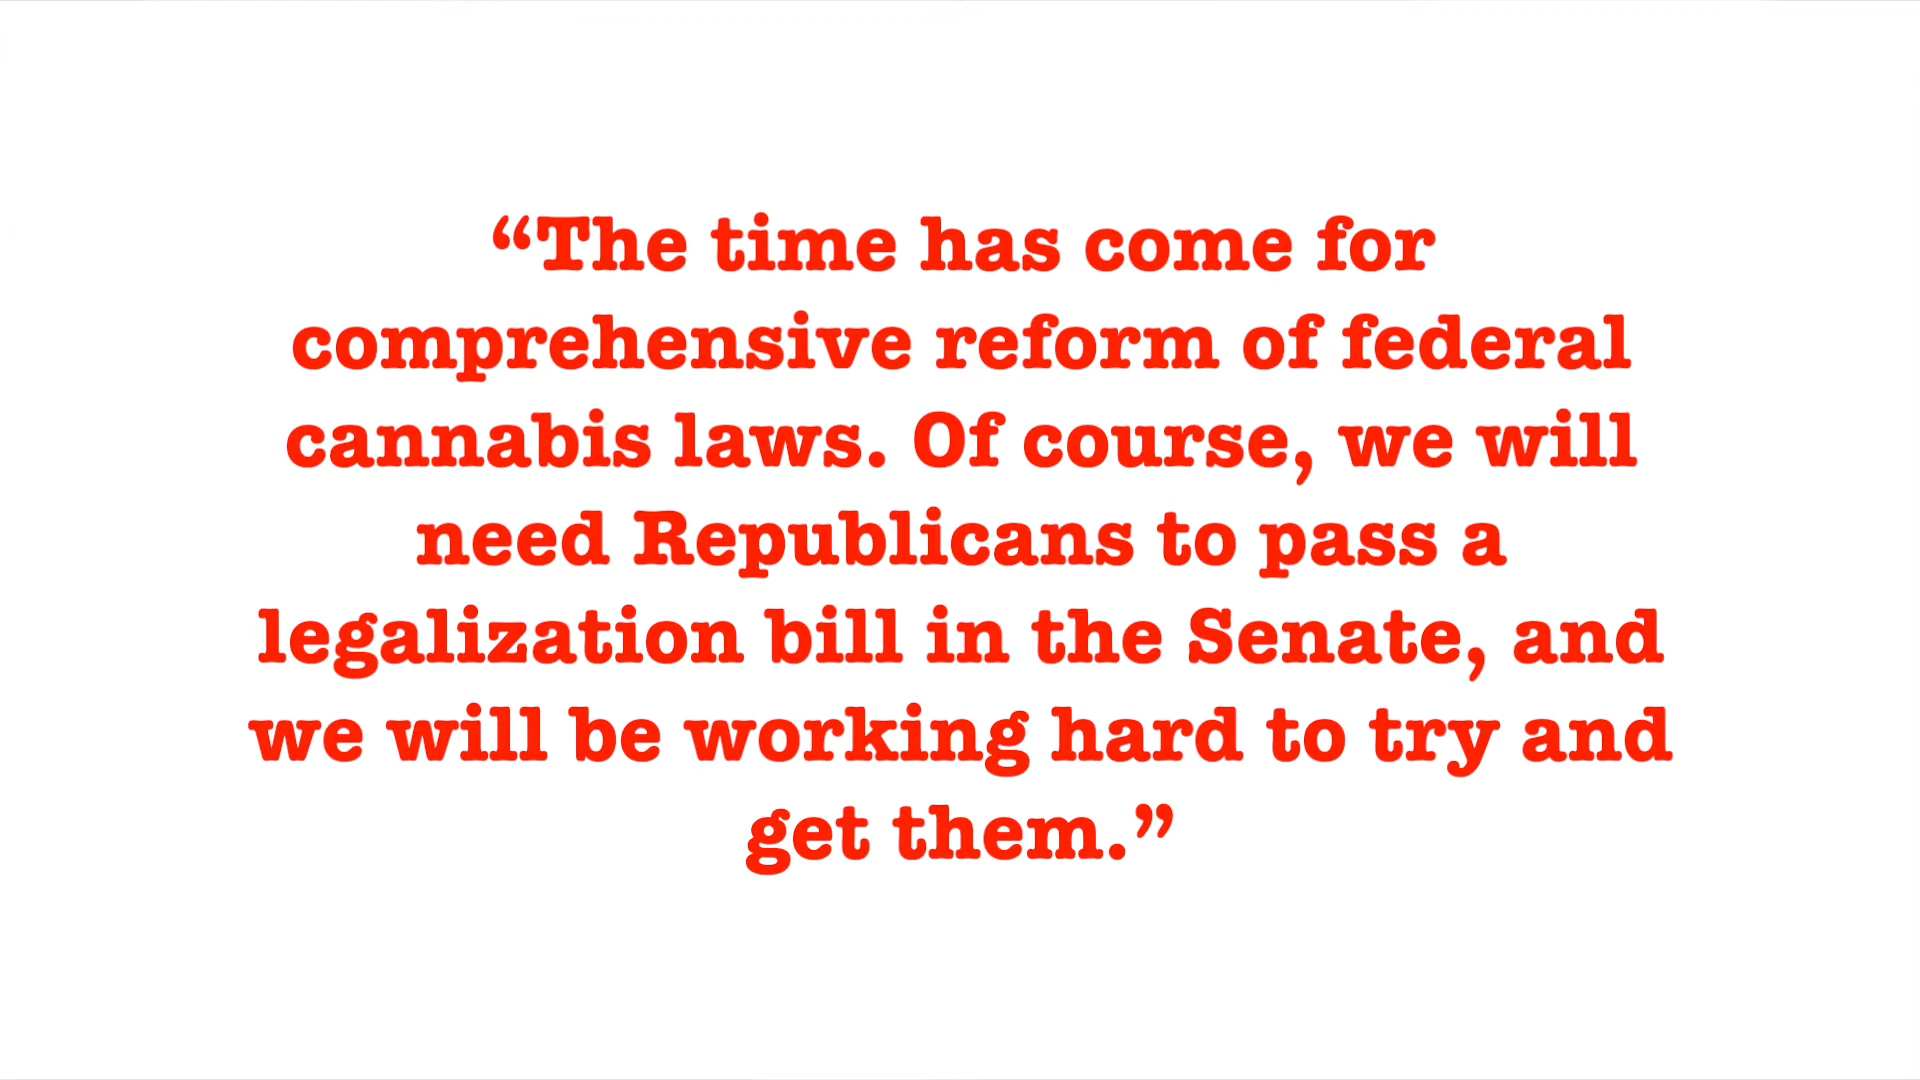 “The time has come for
comprehensive reform of federal
cannabis laws. Of course, we will
need Republicans to pass a
legalization bill in the Senate, and
we will be working hard to try and
get them.”